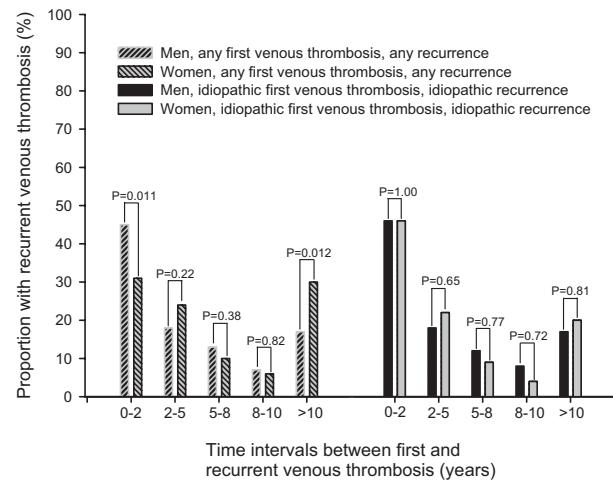 Proportion with recurrent venous thrombosis (%)
100
90
80
70
60
50
40
30
20
10
0
Men, any first venous thrombosis, any recurrence
Women, any first venous thrombosis, any recurrence
Men, idiopathic first venous thrombosis, idiopathic recurrence
Women, idiopathic first venous thrombosis, idiopathic recurrence
P=0.011
P=0.22
P=0.38
P=0.82
P=0.012
P=1.00
P=0.65
P=0.77
P=0.72
P=0.81
0-2 2-5 5-8 8-10 >10 0-2 2-5 5-8 8-10 >10
Time intervals between first and
recurrent venous thrombosis (years)